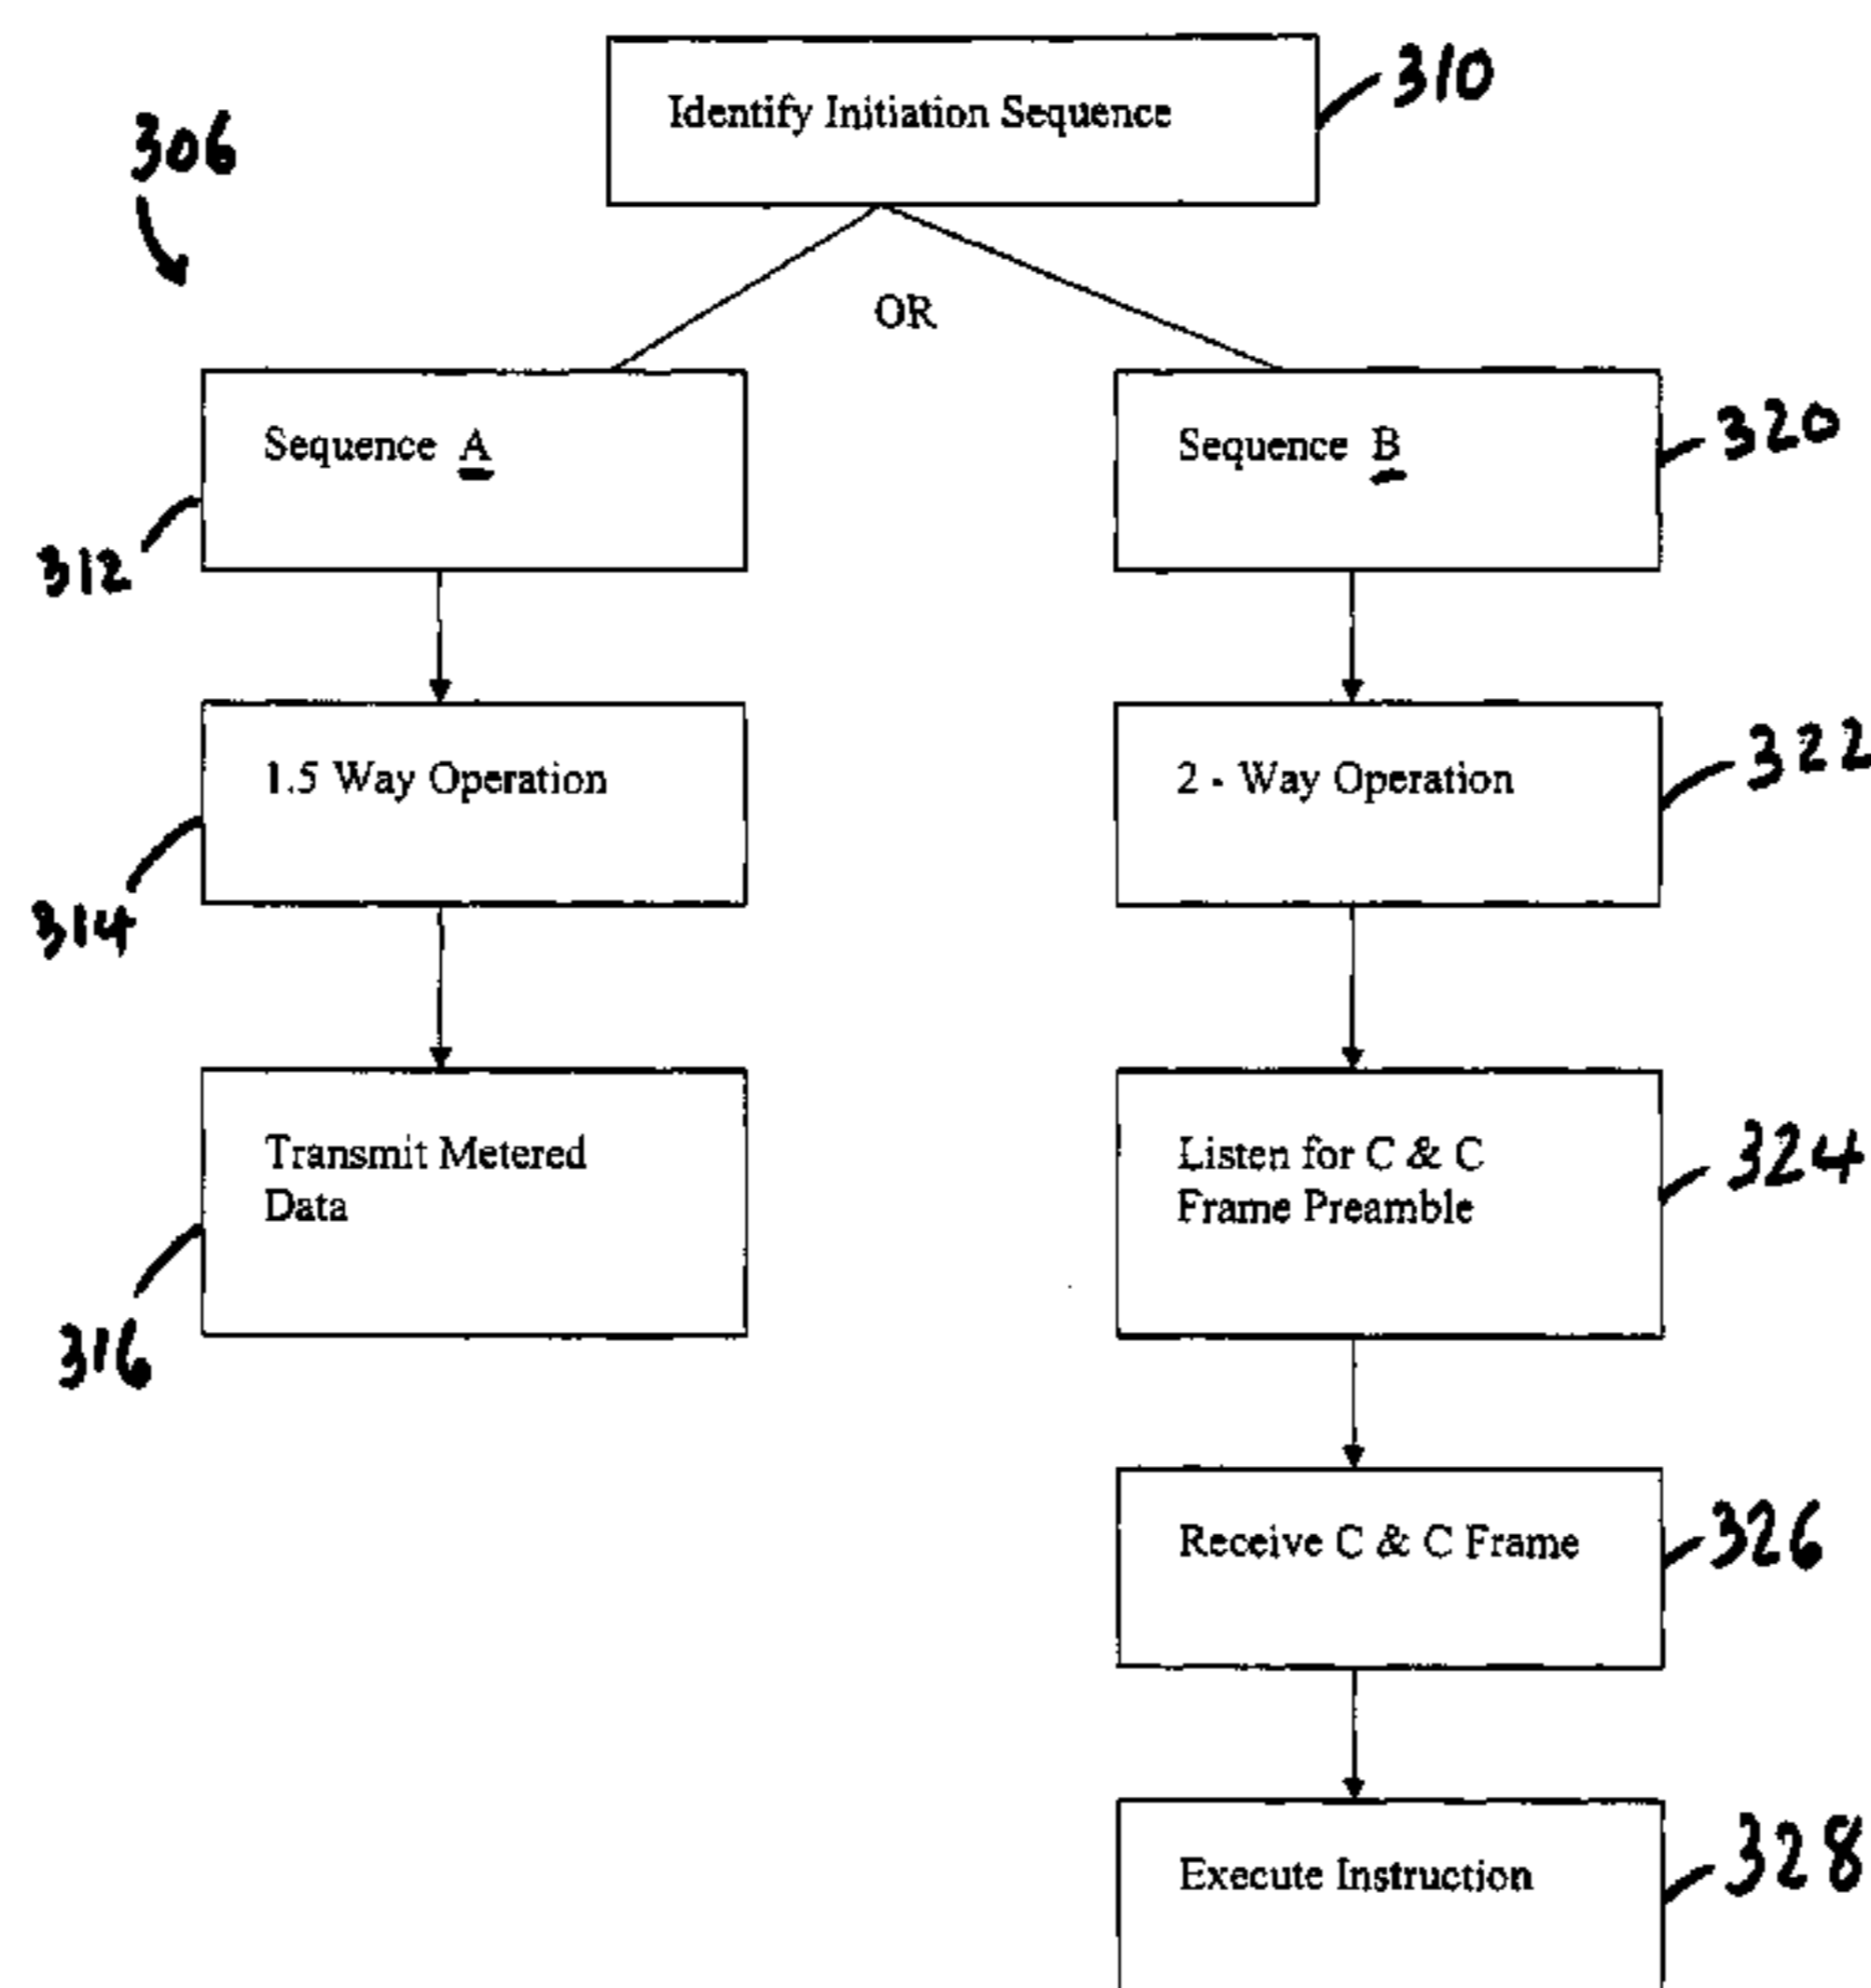 Identify Initiation Sequence
310
306
OR
Sequence A
312
Sequence B
320
1.5 Way Operation
314
2 - Way Operation
322
Transmit Metered
Data
316
Listen for C & C
Frame Preamble
324
Receive C & C Frame
326
Execute Instruction
328